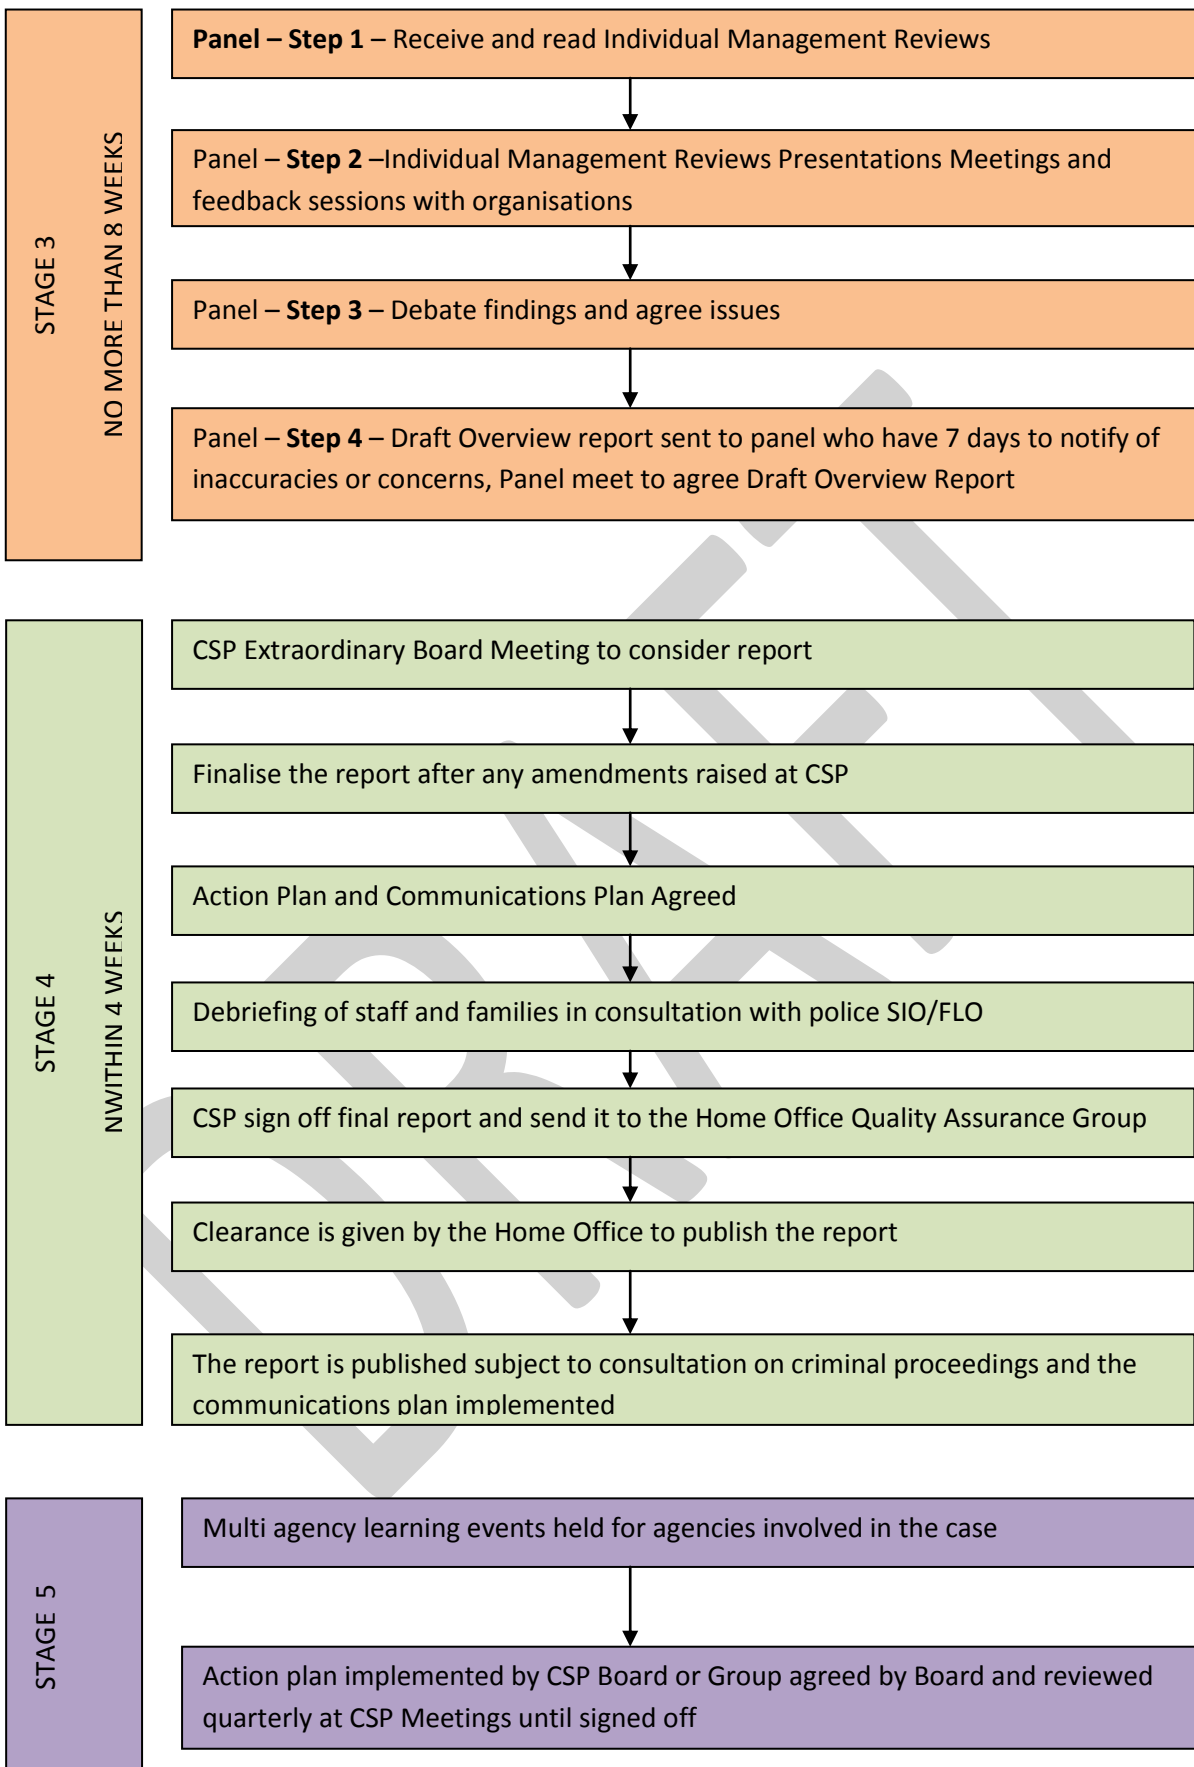 STAGE 3
NO MORE THAN 8 WEEKS
Panel – Step 1 – Receive and read Individual Management Reviews
Panel – Step 2 –Individual Management Reviews Presentations Meetings and
feedback sessions with organisations
Panel – Step 3 – Debate findings and agree issues
Panel – Step 4 – Draft Overview report sent to panel who have 7 days to notify of
inaccuracies or concerns, Panel meet to agree Draft Overview Report
STAGE 4
NWITHIN 4 WEEKS
CSP Extraordinary Board Meeting to consider report
Finalise the report after any amendments raised at CSP
Action Plan and Communications Plan Agreed
Debriefing of staff and families in consultation with police SIO/FLO
CSP sign off final report and send it to the Home Office Quality Assurance Group
Clearance is given by the Home Office to publish the report
The report is published subject to consultation on criminal proceedings and the
communications plan implemented
STAGE 5
Multi agency learning events held for agencies involved in the case
Action plan implemented by CSP Board or Group agreed by Board and reviewed
quarterly at CSP Meetings until signed off
DRAFT